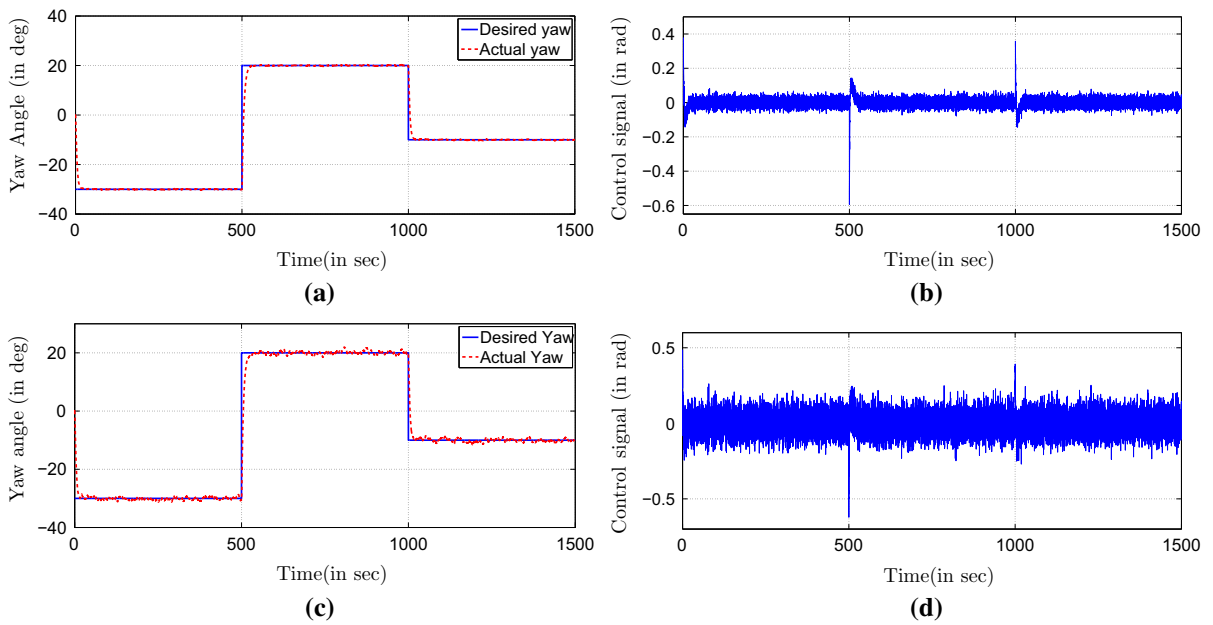 40
20
0
−20
−40
0
500
1000
1500
Yaw Angle (in deg)
Time(in sec)
Desired yaw
Actual yaw
(a)
0.4
0.2
0
−0.2
−0.4
−0.6
0
500
1000
1500
Control signal (in rad)
Time(in sec)
(b)
20
0
−20
−40
0
500
1000
1500
Yaw angle (in deg)
Time(in sec)
Desired Yaw
Actual Yaw
(c)
0.5
0
−0.5
0
500
1000
1500
Control signal (in rad)
Time(in sec)
(d)